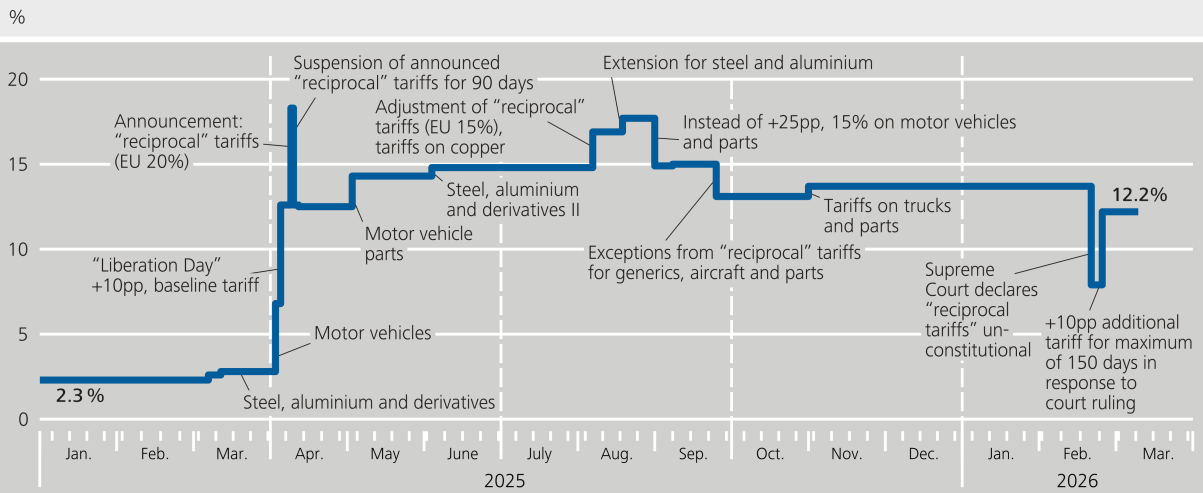 %
20
15
10
5
0
Suspension of announced
“reciprocal” tariffs for 90 days
Extension for steel and aluminium
Announcement:
“reciprocal” tariffs
(EU 20%)
Adjustment of “reciprocal”
tariffs (EU 15%),
tariffs on copper
Instead of +25pp, 15% on motor vehicles
and parts
Steel, aluminium
and derivatives II
12.2%
Tariffs on trucks
and parts
Motor vehicle
parts
Exceptions from “reciprocal” tariffs
for generics, aircraft and parts
“Liberation Day”
+10pp, baseline tariff
Supreme
Court declares
“reciprocal
tariffs” un-
constitutional
+10pp additional
tariff for maximum
of 150 days in
response to
court ruling
Motor vehicles
2.3 %
Steel, aluminium and derivatives
Jan. Feb. Mar. Apr. May June July Aug. Sep. Oct. Nov. Dec. Jan. Feb. Mar.
2025 2026